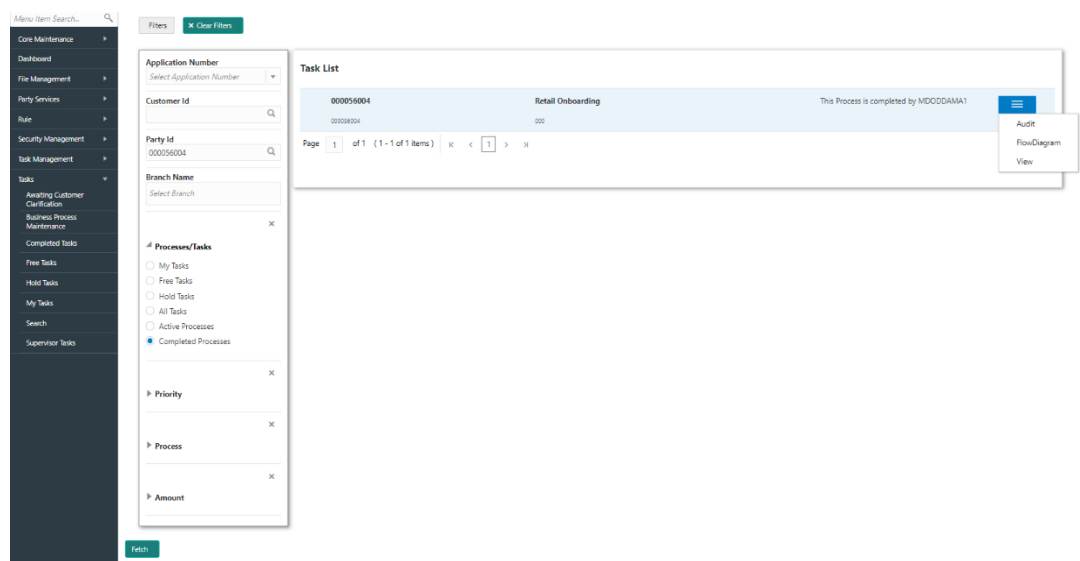 Menu Item Search...
Core Maintenance
Dashboard
File Management
Party Services
Rule
Security Management
Task Management
Tasks
Awaiting Customer
Clarification
Business Process
Maintenance
Completed Tasks
Free Tasks
Hold Tasks
My Tasks
Search
Supervisor Tasks
Filters
× Clear Filters
Application Number
Select Application Number
Customer Id
Party Id
000056004
Branch Name
Select Branch
Processes/Tasks
My Tasks
Free Tasks
Hold Tasks
All Tasks
Active Processes
Completed Processes
Priority
Process
Amount
Fetch
Task List
000056004 Retail Onboarding This Process is completed by MDODDAMA1
000056004 000
Page 1 of 1 (1 - 1 of 1 items) K < 1 > X
Audit
FlowDiagram
View